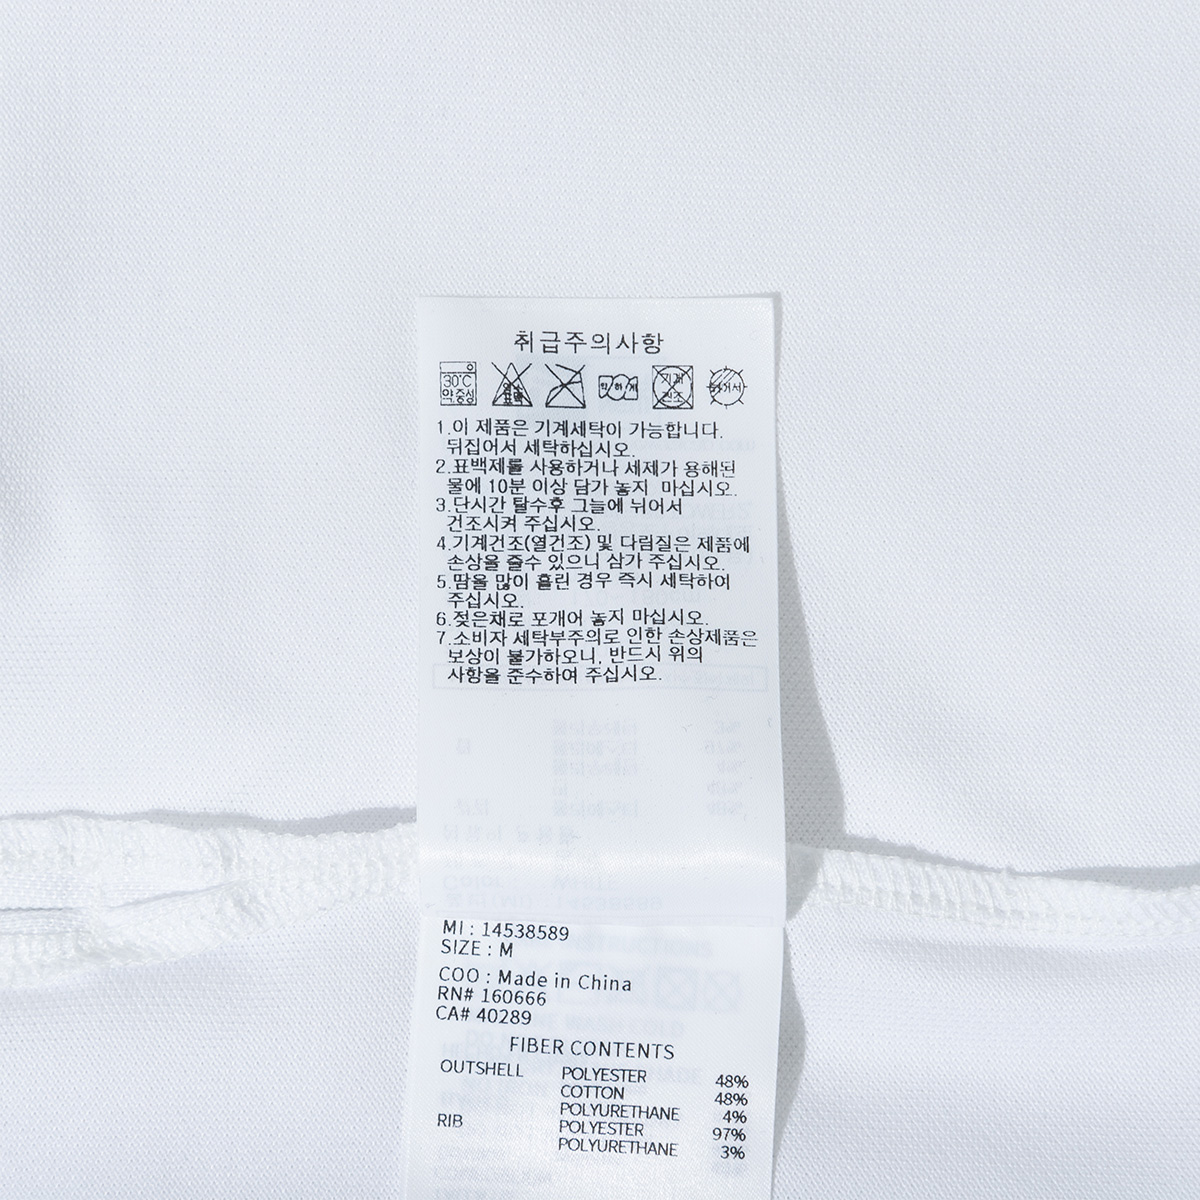 취급주의사항
30℃
약중성
약하게
기계
건조
손거서
1.이 제품은 기계세탁이 가능합니다.
뒤집어서 세탁하십시오.
2.표백제를 사용하거나 세제가 용해된
물에 10분 이상 담가 놓지 마십시오.
3.단시간 탈수후 그늘에 뉘어서
건조시켜 주십시오.
4.기계건조(열건조) 및 다림질은 제품에
손상을 줄수 있으니 삼가 주십시오.
5.땀을 많이 흘린 경우 즉시 세탁하여
주십시오.
6.젖은채로 포개어 놓지 마십시오.
7.소비자 세탁부주의로 인한 손상제품은
보상이 불가하오니, 반드시 위의
사항을 준수하여 주십시오.
MI : 14538589
SIZE : M
COO : Made in China
RN# 160666
CA# 40289
FIBER CONTENTS
OUTSHELL POLYESTER 48%
COTTON 48%
POLYURETHANE 4%
RIB POLYESTER 97%
POLYURETHANE 3%